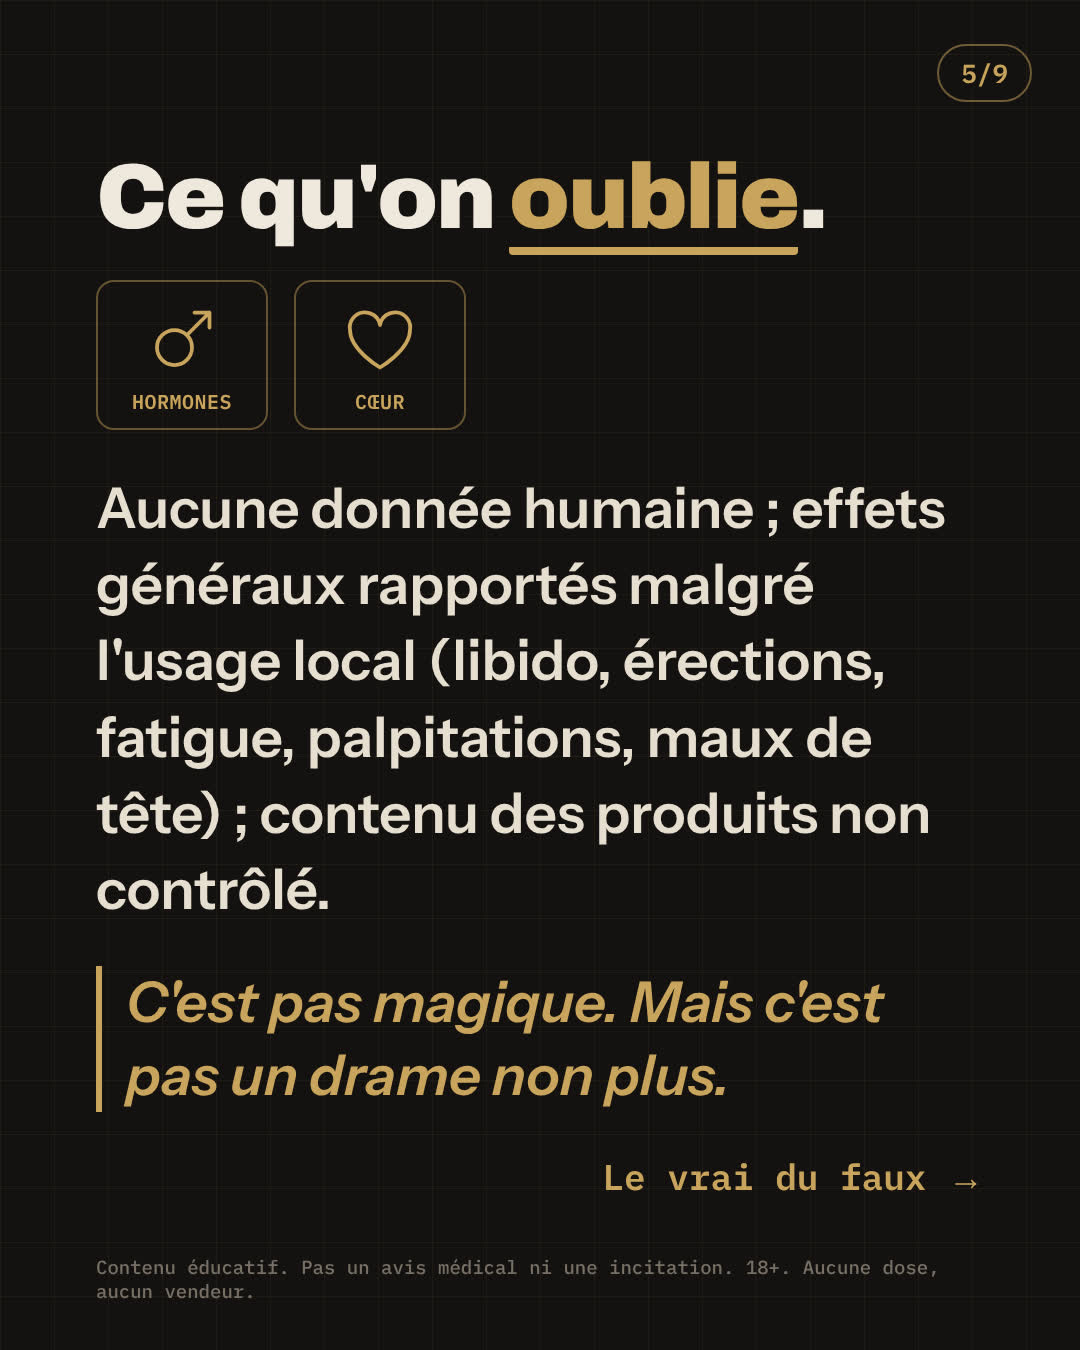 5/9
Ce qu'on oublie.
HORMONES
CŒUR
Aucune donnée humaine ; effets
généraux rapportés malgré
l'usage local (libido, érections,
fatigue, palpitations, maux de
tête) ; contenu des produits non
contrôlé.
C'est pas magique. Mais c'est
pas un drame non plus.
Le vrai du faux →
Contenu éducatif. Pas un avis médical ni une incitation. 18+. Aucune dose,
aucun vendeur.